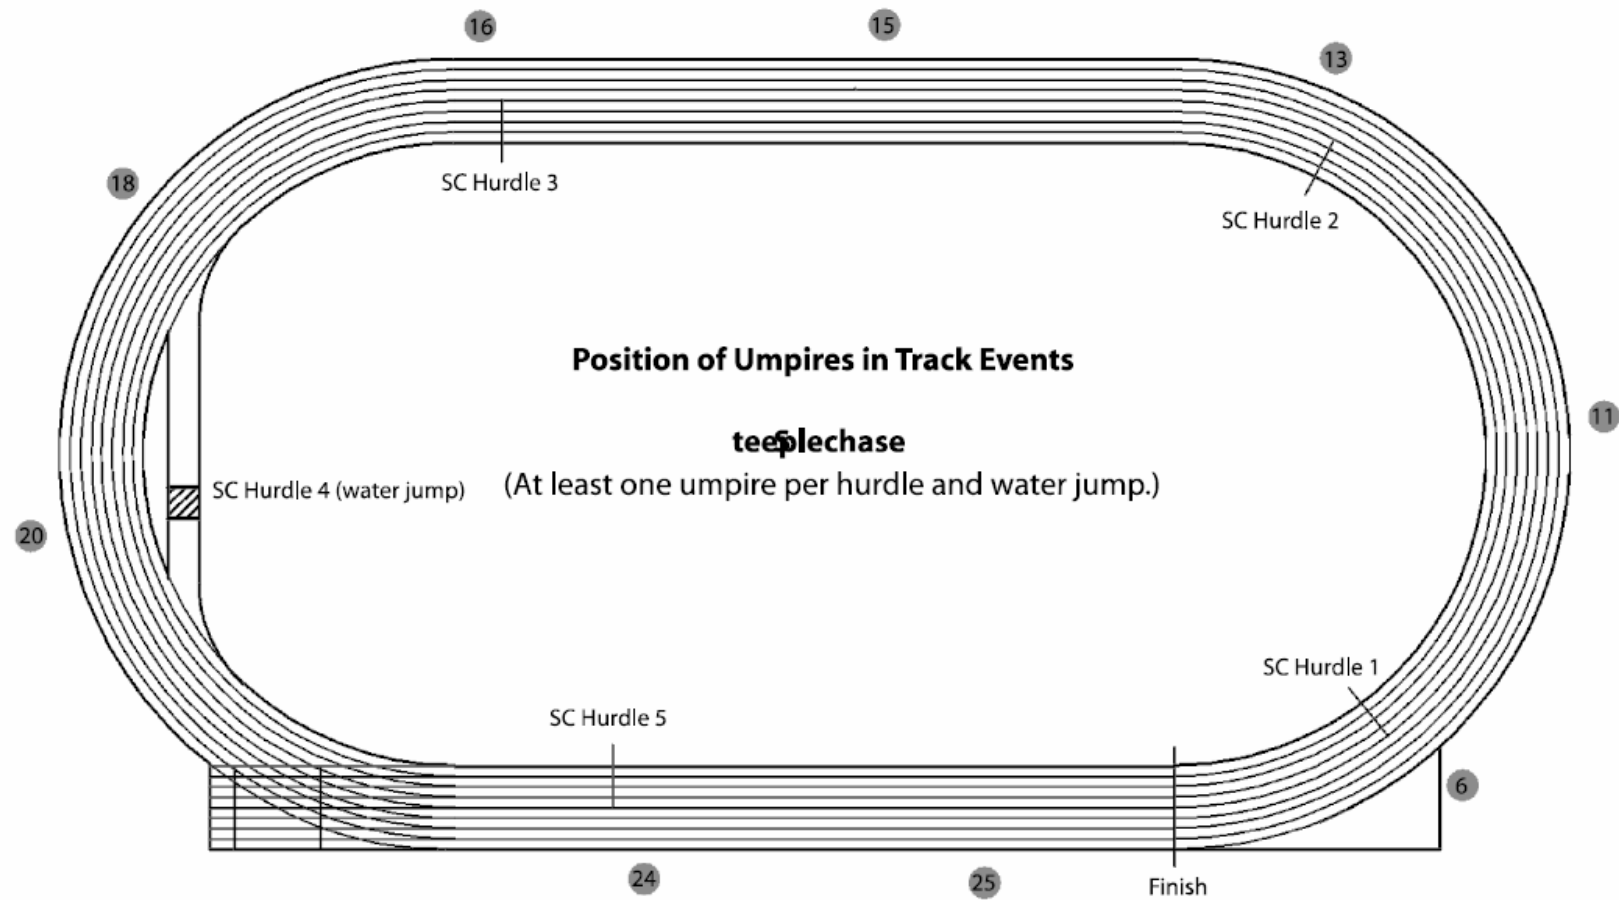 16
15
13
18
SC Hurdle 3
SC Hurdle 2
Position of Umpires in Track Events
11
teeSplechase
(At least one umpire per hurdle and water jump.)
SC Hurdle 4 (water jump)
20
SC Hurdle 1
SC Hurdle 5
6
24
25
Finish